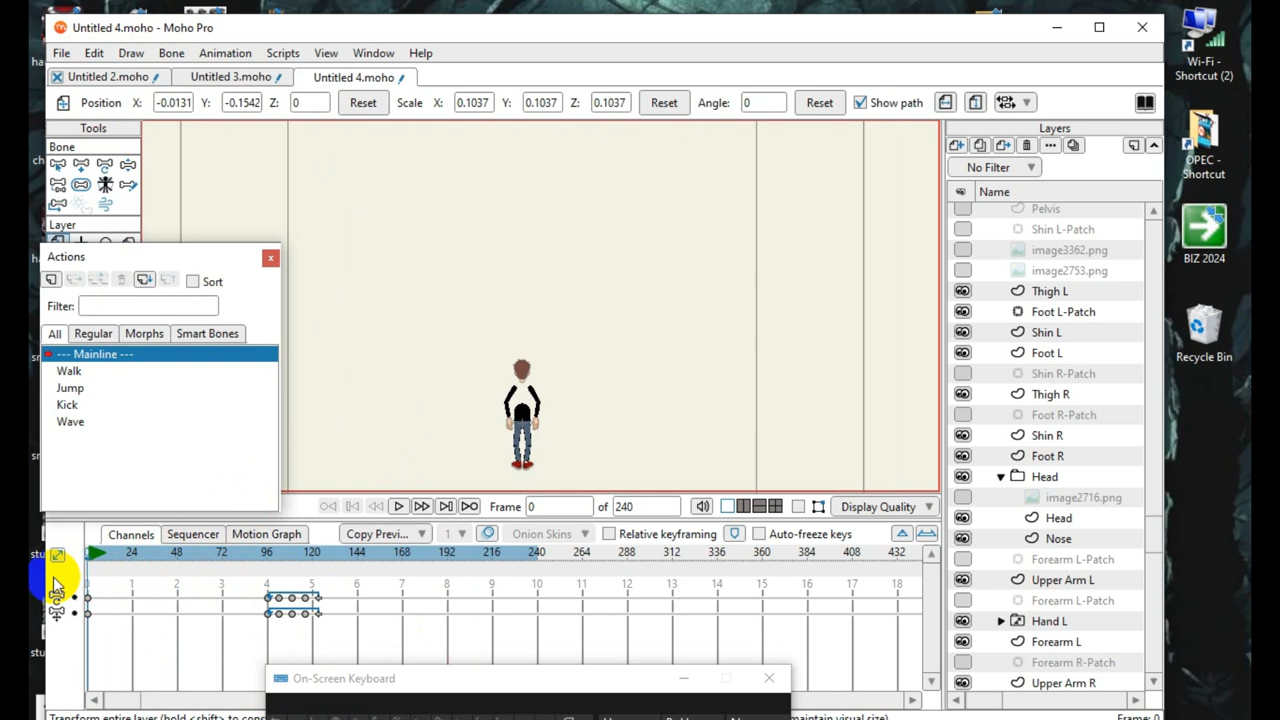 Untitled 4.moho - Moho Pro
File Edit Draw Bone Animation Scripts View Window Help
Untitled 2.moho Untitled 3.moho Untitled 4.moho
Position X: -0.0131 Y: -0.1542 Z: 0 Reset Scale X: 0.1037 Y: 0.1037 Z: 0.1037 Reset Angle: 0 Reset Show path
Tools
Bone
Layer
Actions
Sort
Filter:
All Regular Morphs Smart Bones
--- Mainline ---
Walk
Jump
Kick
Wave
Layers
No Filter
Name
Pelvis
Shin L-Patch
image3362.png
image2753.png
Thigh L
Foot L-Patch
Shin L
Foot L
Shin R-Patch
Thigh R
Foot R-Patch
Shin R
Foot R
Head
image2716.png
Head
Nose
Forearm L-Patch
Upper Arm L
Forearm L-Patch
Hand L
Forearm L
Forearm R-Patch
Upper Arm R
Frame 0 of 240 Display Quality
Channels Sequencer Motion Graph Copy Previ... 1 Onion Skins Relative keyframing Auto-freeze keys
24 48 72 96 120 144 168 192 216 240 264 288 312 336 360 384 408 432
0 1 2 3 4 5 6 7 8 9 10 11 12 13 14 15 16 17 18
On-Screen Keyboard
Frame: 0
Wi-Fi - Shortcut (2)
OPEC - Shortcut
BIZ 2024
Recycle Bin